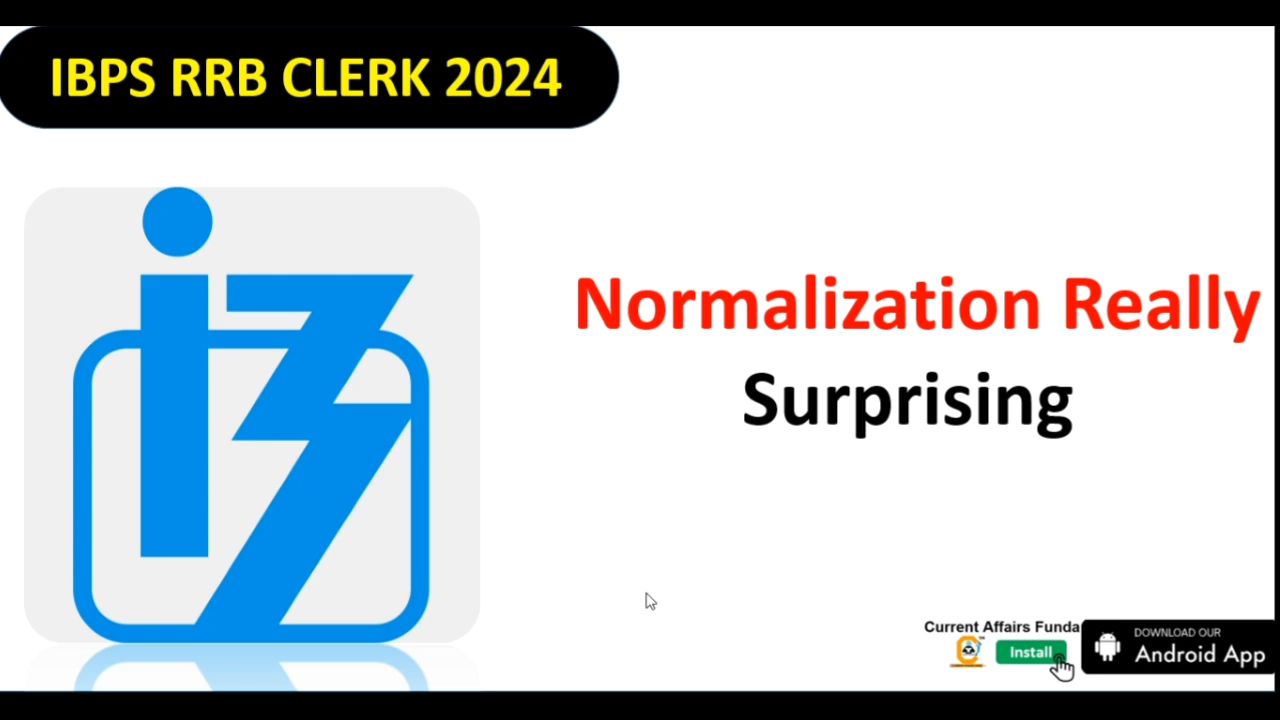 IBPS RRB CLERK 2024
Normalization Really
Surprising
Current Affairs Funda
Install
DOWNLOAD OUR
Android App